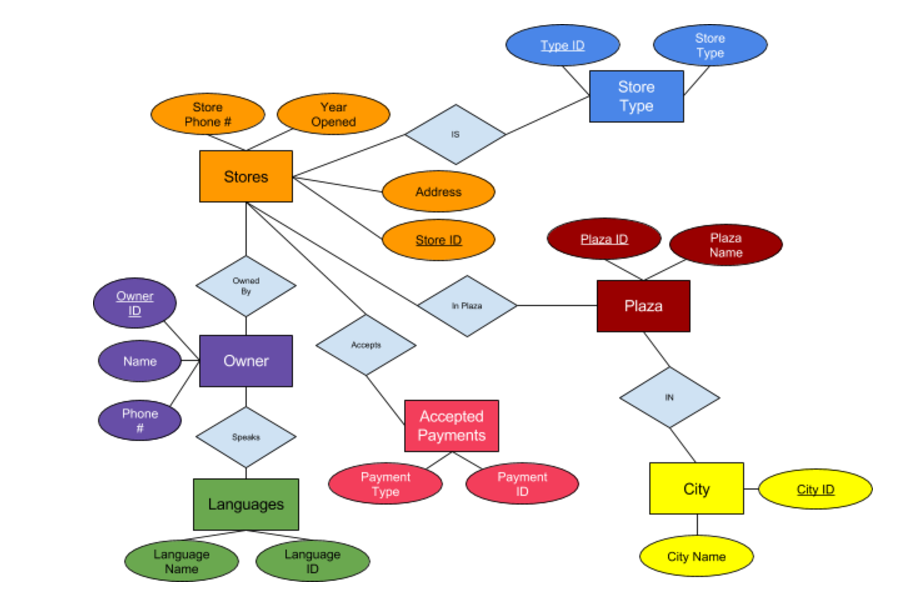 Type ID
Store
Type
Store
Type
Store
Phone #
Year
Opened
IS
Stores
Address
Store ID
Plaza ID
Plaza
Name
Owned
By
Owner
ID
In Plaza
Plaza
Accepts
Name
Owner
IN
Phone
#
Accepted
Payments
Speaks
Payment
Type
Payment
ID
City
City ID
Languages
Language
Name
Language
ID
City Name